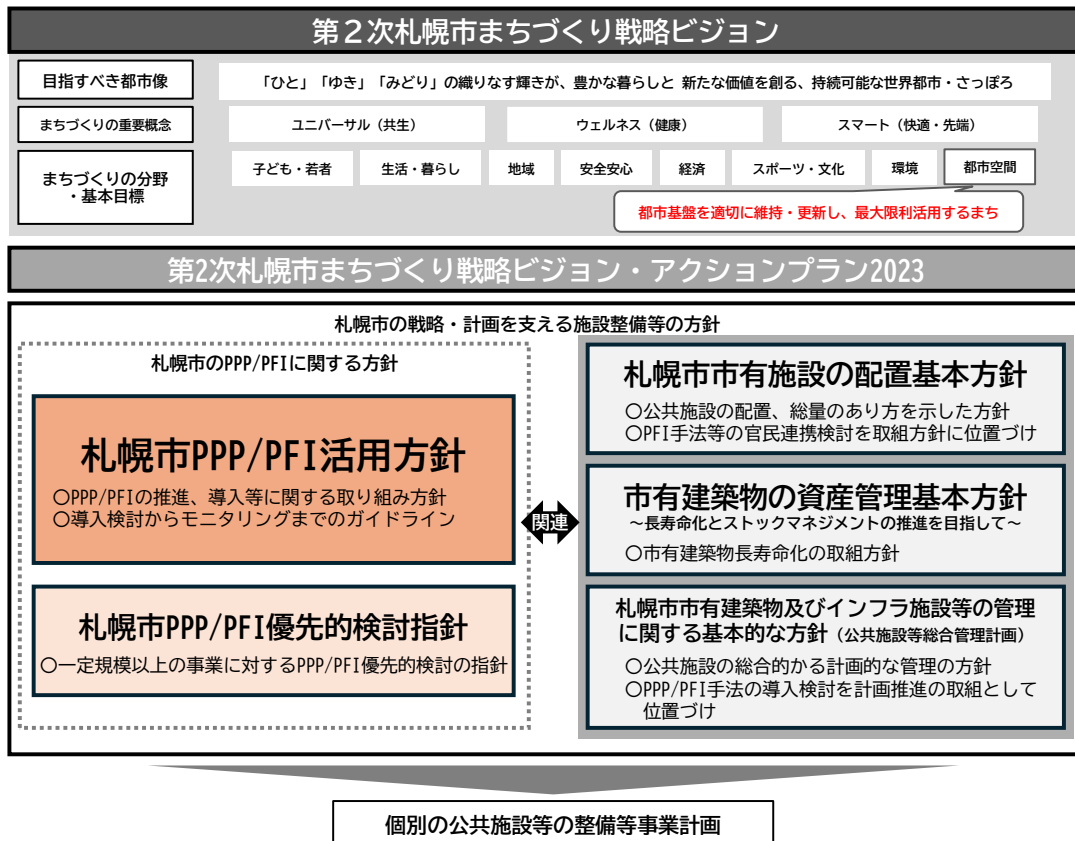 第２次札幌市まちづくり戦略ビジョン
目指すべき都市像
「ひと」「ゆき」「みどり」の織りなす輝きが、豊かな暮らしと 新たな価値を創る、持続可能な世界都市・さっぽろ
まちづくりの重要概念
ユニバーサル（共生）
ウェルネス（健康）
スマート（快適・先端）
まちづくりの分野
・基本目標
子ども・若者
生活・暮らし
地域
安全安心
経済
スポーツ・文化
環境
都市空間
都市基盤を適切に維持・更新し、最大限利活用するまち
第2次札幌市まちづくり戦略ビジョン・アクションプラン2023
札幌市の戦略・計画を支える施設整備等の方針
札幌市のPPP/PFIに関する方針
札幌市PPP/PFI活用方針
○PPP/PFIの推進、導入等に関する取り組み方針
○導入検討からモニタリングまでのガイドライン
札幌市PPP/PFI優先的検討指針
○一定規模以上の事業に対するPPP/PFI優先的検討の指針
関連
札幌市市有施設の配置基本方針
○公共施設の配置、総量のあり方を示した方針
○PFI手法等の官民連携検討を取組方針に位置づけ
市有建築物の資産管理基本方針
～長寿命化とストックマネジメントの推進を目指して～
○市有建築物長寿命化の取組方針
札幌市市有建築物及びインフラ施設等の管理
に関する基本的な方針（公共施設等総合管理計画）
○公共施設の総合的かる計画的な管理の方針
○PPP/PFI手法の導入検討を計画推進の取組として
位置づけ
個別の公共施設等の整備等事業計画